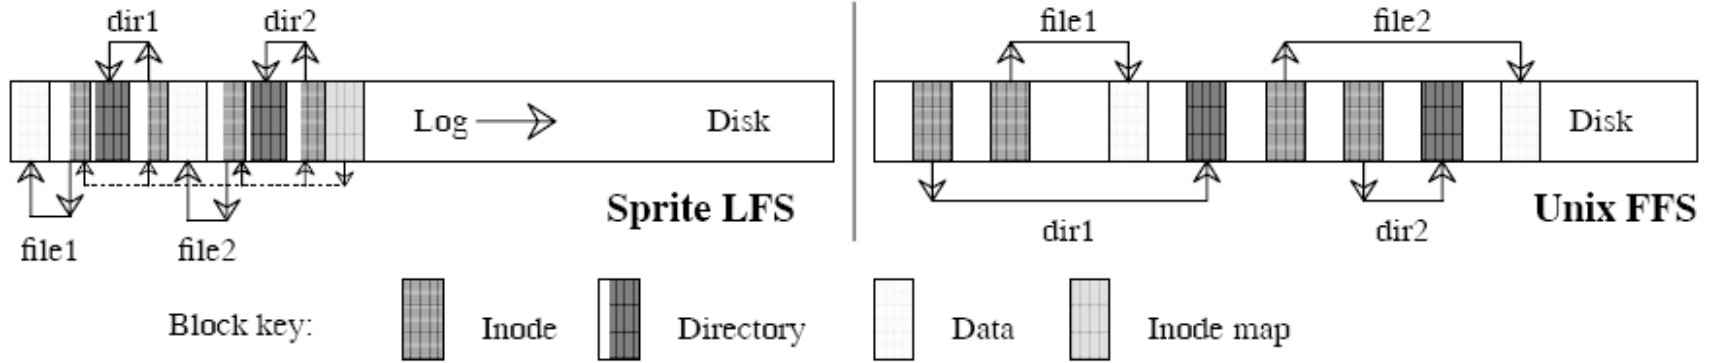 dir1 dir2
Log Disk
file1 file2
Sprite LFS
file1 file2
Disk
dir1 dir2
Unix FFS
Block key: Inode Directory Data Inode map